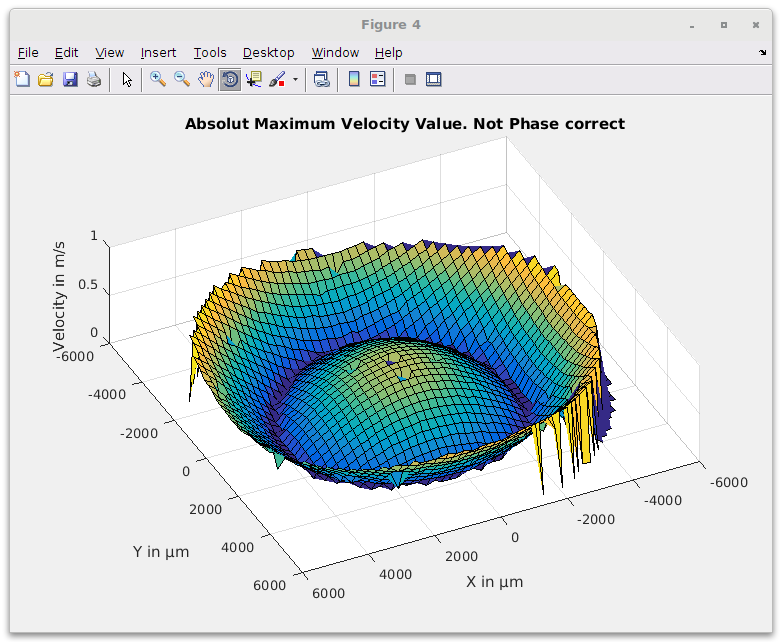 Figure 4
File Edit View Insert Tools Desktop Window Help
Absolut Maximum Velocity Value. Not Phase correct
Velocity in m/s
1
0.5
0
-6000
-4000
-2000
0
2000
4000
6000
Y in µm
6000
4000
2000
0
-2000
-4000
-6000
X in µm